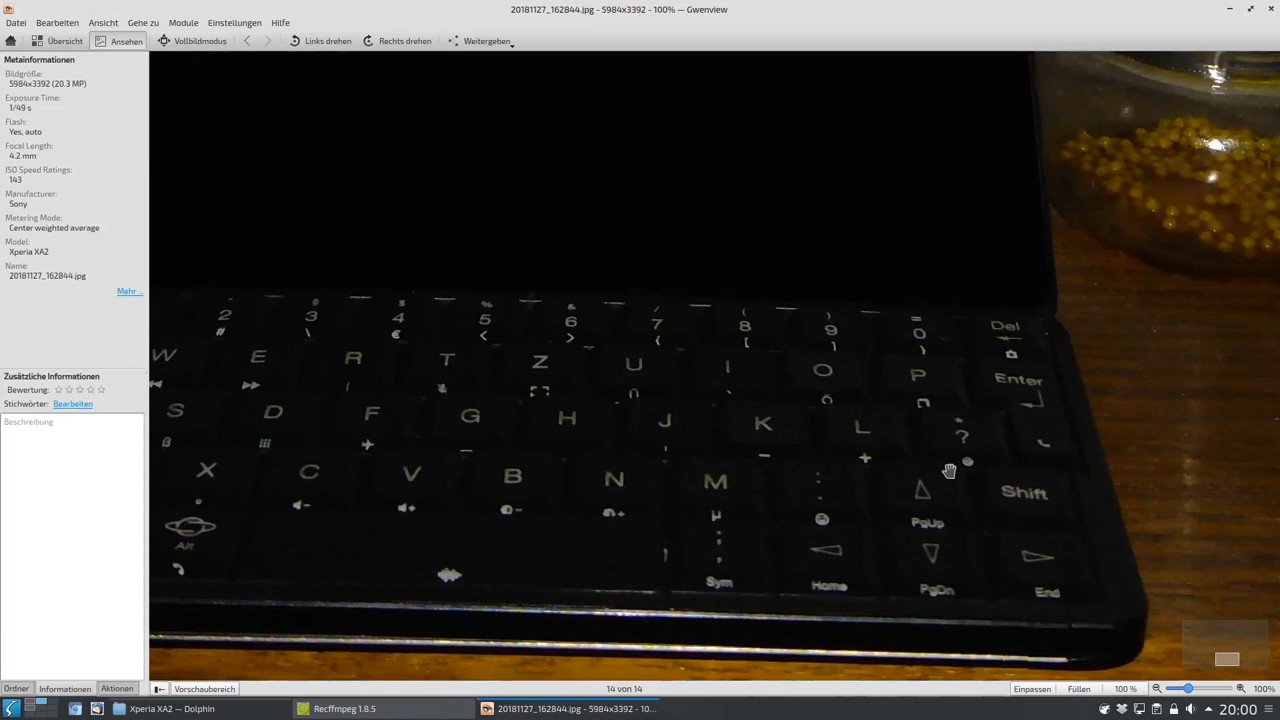 20181127_162844.jpg - 5984x3392 - 100% — Gwenview
Datei Bearbeiten Ansicht Gehe zu Module Einstellungen Hilfe
Übersicht Ansehen Vollbildmodus Links drehen Rechts drehen Weitergeben
Metainformationen
Bildgröße:
5984x3392 (20.3 MP)
Exposure Time:
1/49 s
Flash:
Yes, auto
Focal Length:
4.2 mm
ISO Speed Ratings:
143
Manufacturer:
Sony
Metering Mode:
Center weighted average
Model:
Xperia XA2
Name:
20181127_162844.jpg
Mehr ...
Zusätzliche Informationen
Bewertung:
Stichwörter: Bearbeiten
Beschreibung
§ $ % & / ( ) =
2 3 4 5 6 7 8 9 0 Del
# \ € < > { [ ] }
W E R T Z U I O P Enter
S D F G H J K L ?
ß + _ − +
X C V B N M : Shift
µ PgUp
Alt ;
Sym Home PgDn End
Ordner Informationen Aktionen Vorschaubereich 14 von 14 Einpassen Füllen 100 % 100%
Xperia XA2 — Dolphin Recffmpeg 1.8.5 20181127_162844.jpg - 5984x3392 - 10... 20:00